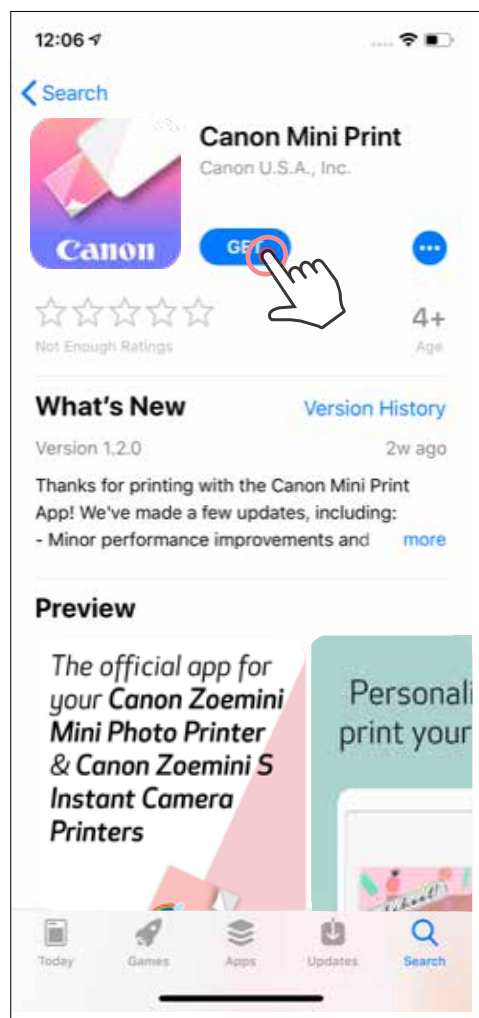 12:06
Search
Canon Mini Print
Canon U.S.A., Inc.
Canon
GET
4+
Not Enough Ratings
Age
What's New
Version History
Version 1.2.0
2w ago
Thanks for printing with the Canon Mini Print
App! We've made a few updates, including:
- Minor performance improvements and more
Preview
The official app for
your Canon Zoemini
Mini Photo Printer
& Canon Zoemini S
Instant Camera
Printers
Personali
print your
Today
Games
Apps
Updates
Search